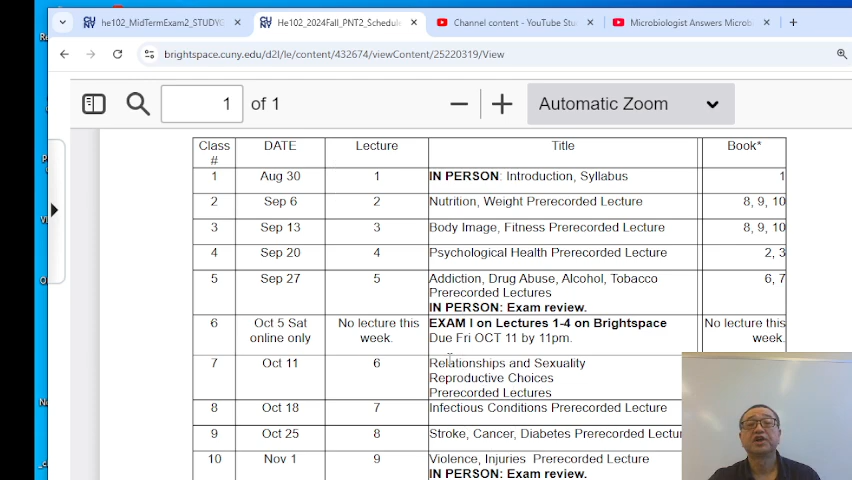 he102_MidTermExam2_STUDYG
He102_2024Fall_PNT2_Schedule
Channel content - YouTube Stu
Microbiologist Answers Microb
brightspace.cuny.edu/d2l/le/content/432674/viewContent/25220319/View
1 of 1
Automatic Zoom
Class # DATE Lecture Title Book*
1 Aug 30 1 IN PERSON: Introduction, Syllabus 1
2 Sep 6 2 Nutrition, Weight Prerecorded Lecture 8, 9, 10
3 Sep 13 3 Body Image, Fitness Prerecorded Lecture 8, 9, 10
4 Sep 20 4 Psychological Health Prerecorded Lecture 2, 3
5 Sep 27 5 Addiction, Drug Abuse, Alcohol, Tobacco 6, 7
Prerecorded Lectures
IN PERSON: Exam review.
6 Oct 5 Sat No lecture this EXAM I on Lectures 1-4 on Brightspace No lecture this
online only week. Due Fri OCT 11 by 11pm. week.
7 Oct 11 6 Relationships and Sexuality
Reproductive Choices
Prerecorded Lectures
8 Oct 18 7 Infectious Conditions Prerecorded Lecture
9 Oct 25 8 Stroke, Cancer, Diabetes Prerecorded Lectur
10 Nov 1 9 Violence, Injuries Prerecorded Lecture
IN PERSON: Exam review.